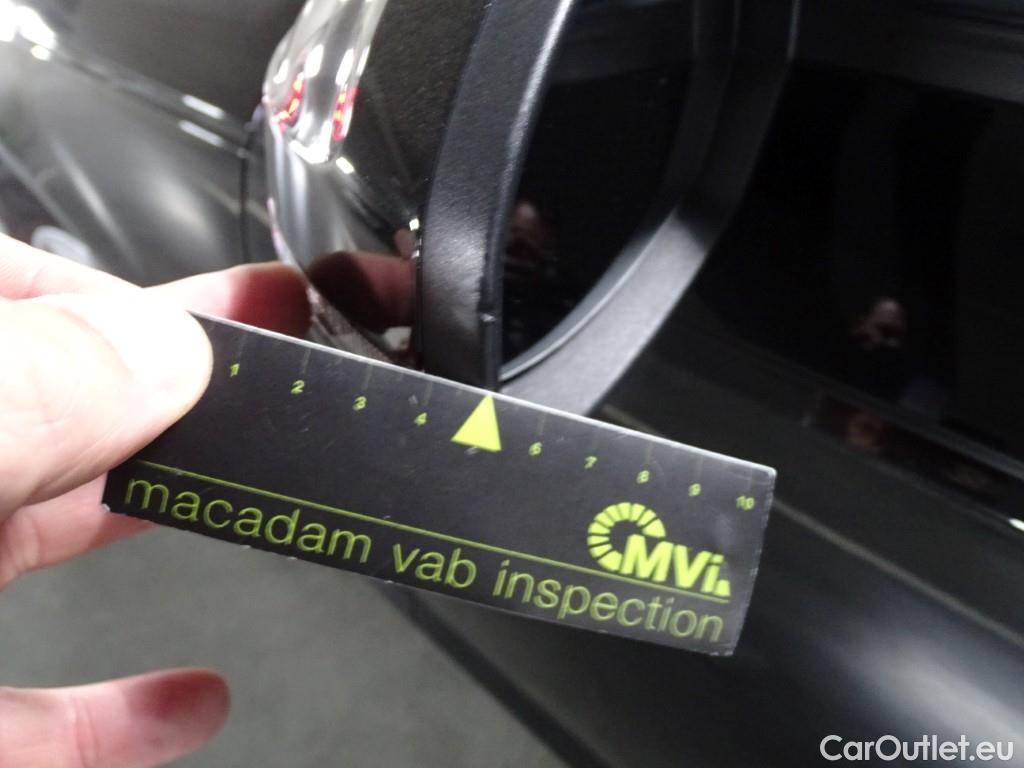 1 2 3 4 6 7 8 9 10
MVi
macadam vab inspection
CarOutlet.eu